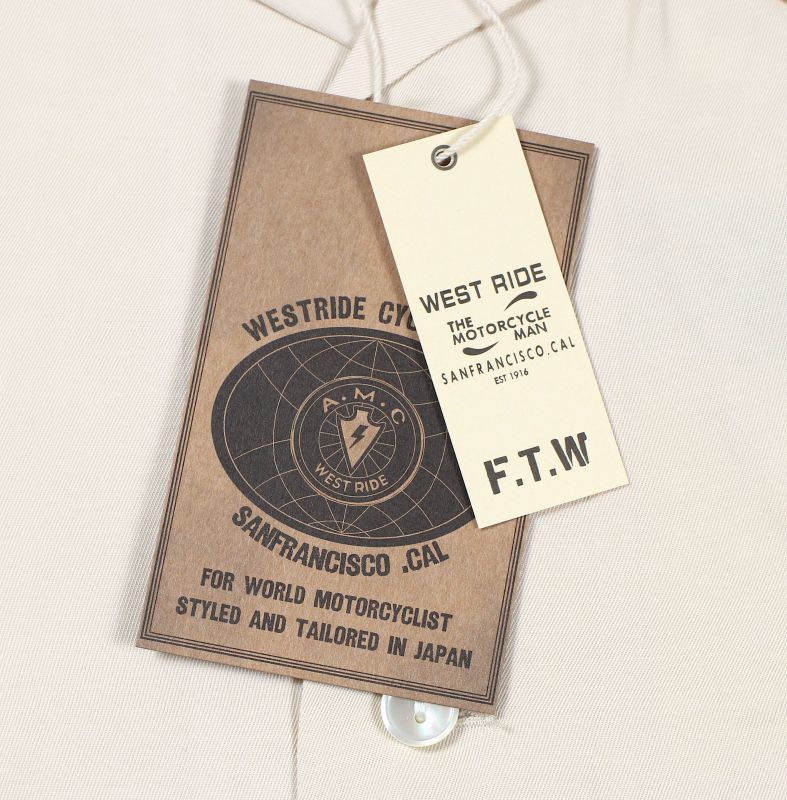 WESTRIDE
A.M.C
WEST RIDE
SANFRANCISCO .CAL
FOR WORLD MOTORCYCLIST
STYLED AND TAILORED IN JAPAN
WEST RIDE
THE
MOTORCYCLE
MAN
SANFRANCISCO.CAL
EST 1916
F.T.W